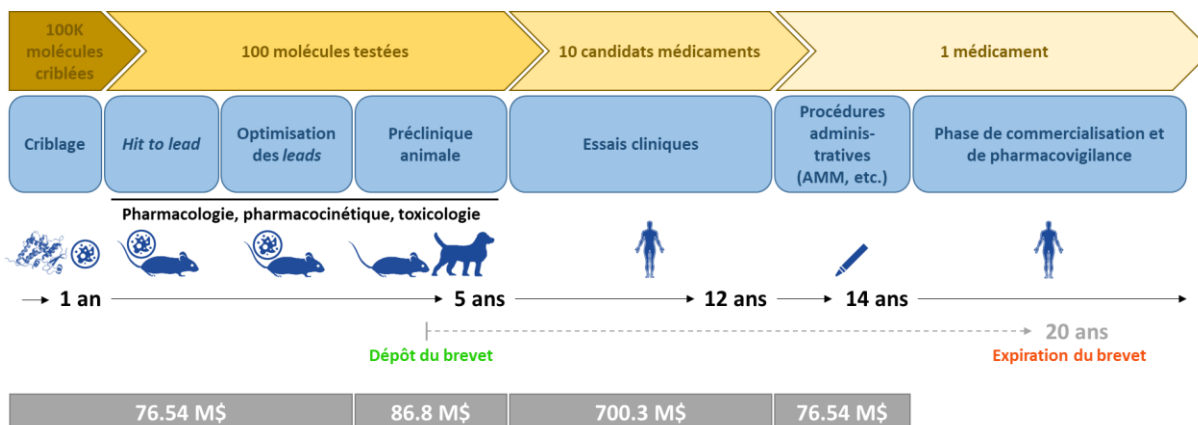 100K
molécules
criblées
100 molécules testées
10 candidats médicaments
1 médicament
Criblage
Hit to lead
Optimisation
des leads
Préclinique
animale
Essais cliniques
Procédures
adminis-
tratives
(AMM, etc.)
Phase de commercialisation et
de pharmacovigilance
Pharmacologie, pharmacocinétique, toxicologie
1 an
5 ans
12 ans
14 ans
20 ans
Dépôt du brevet
Expiration du brevet
76.54 M$
86.8 M$
700.3 M$
76.54 M$